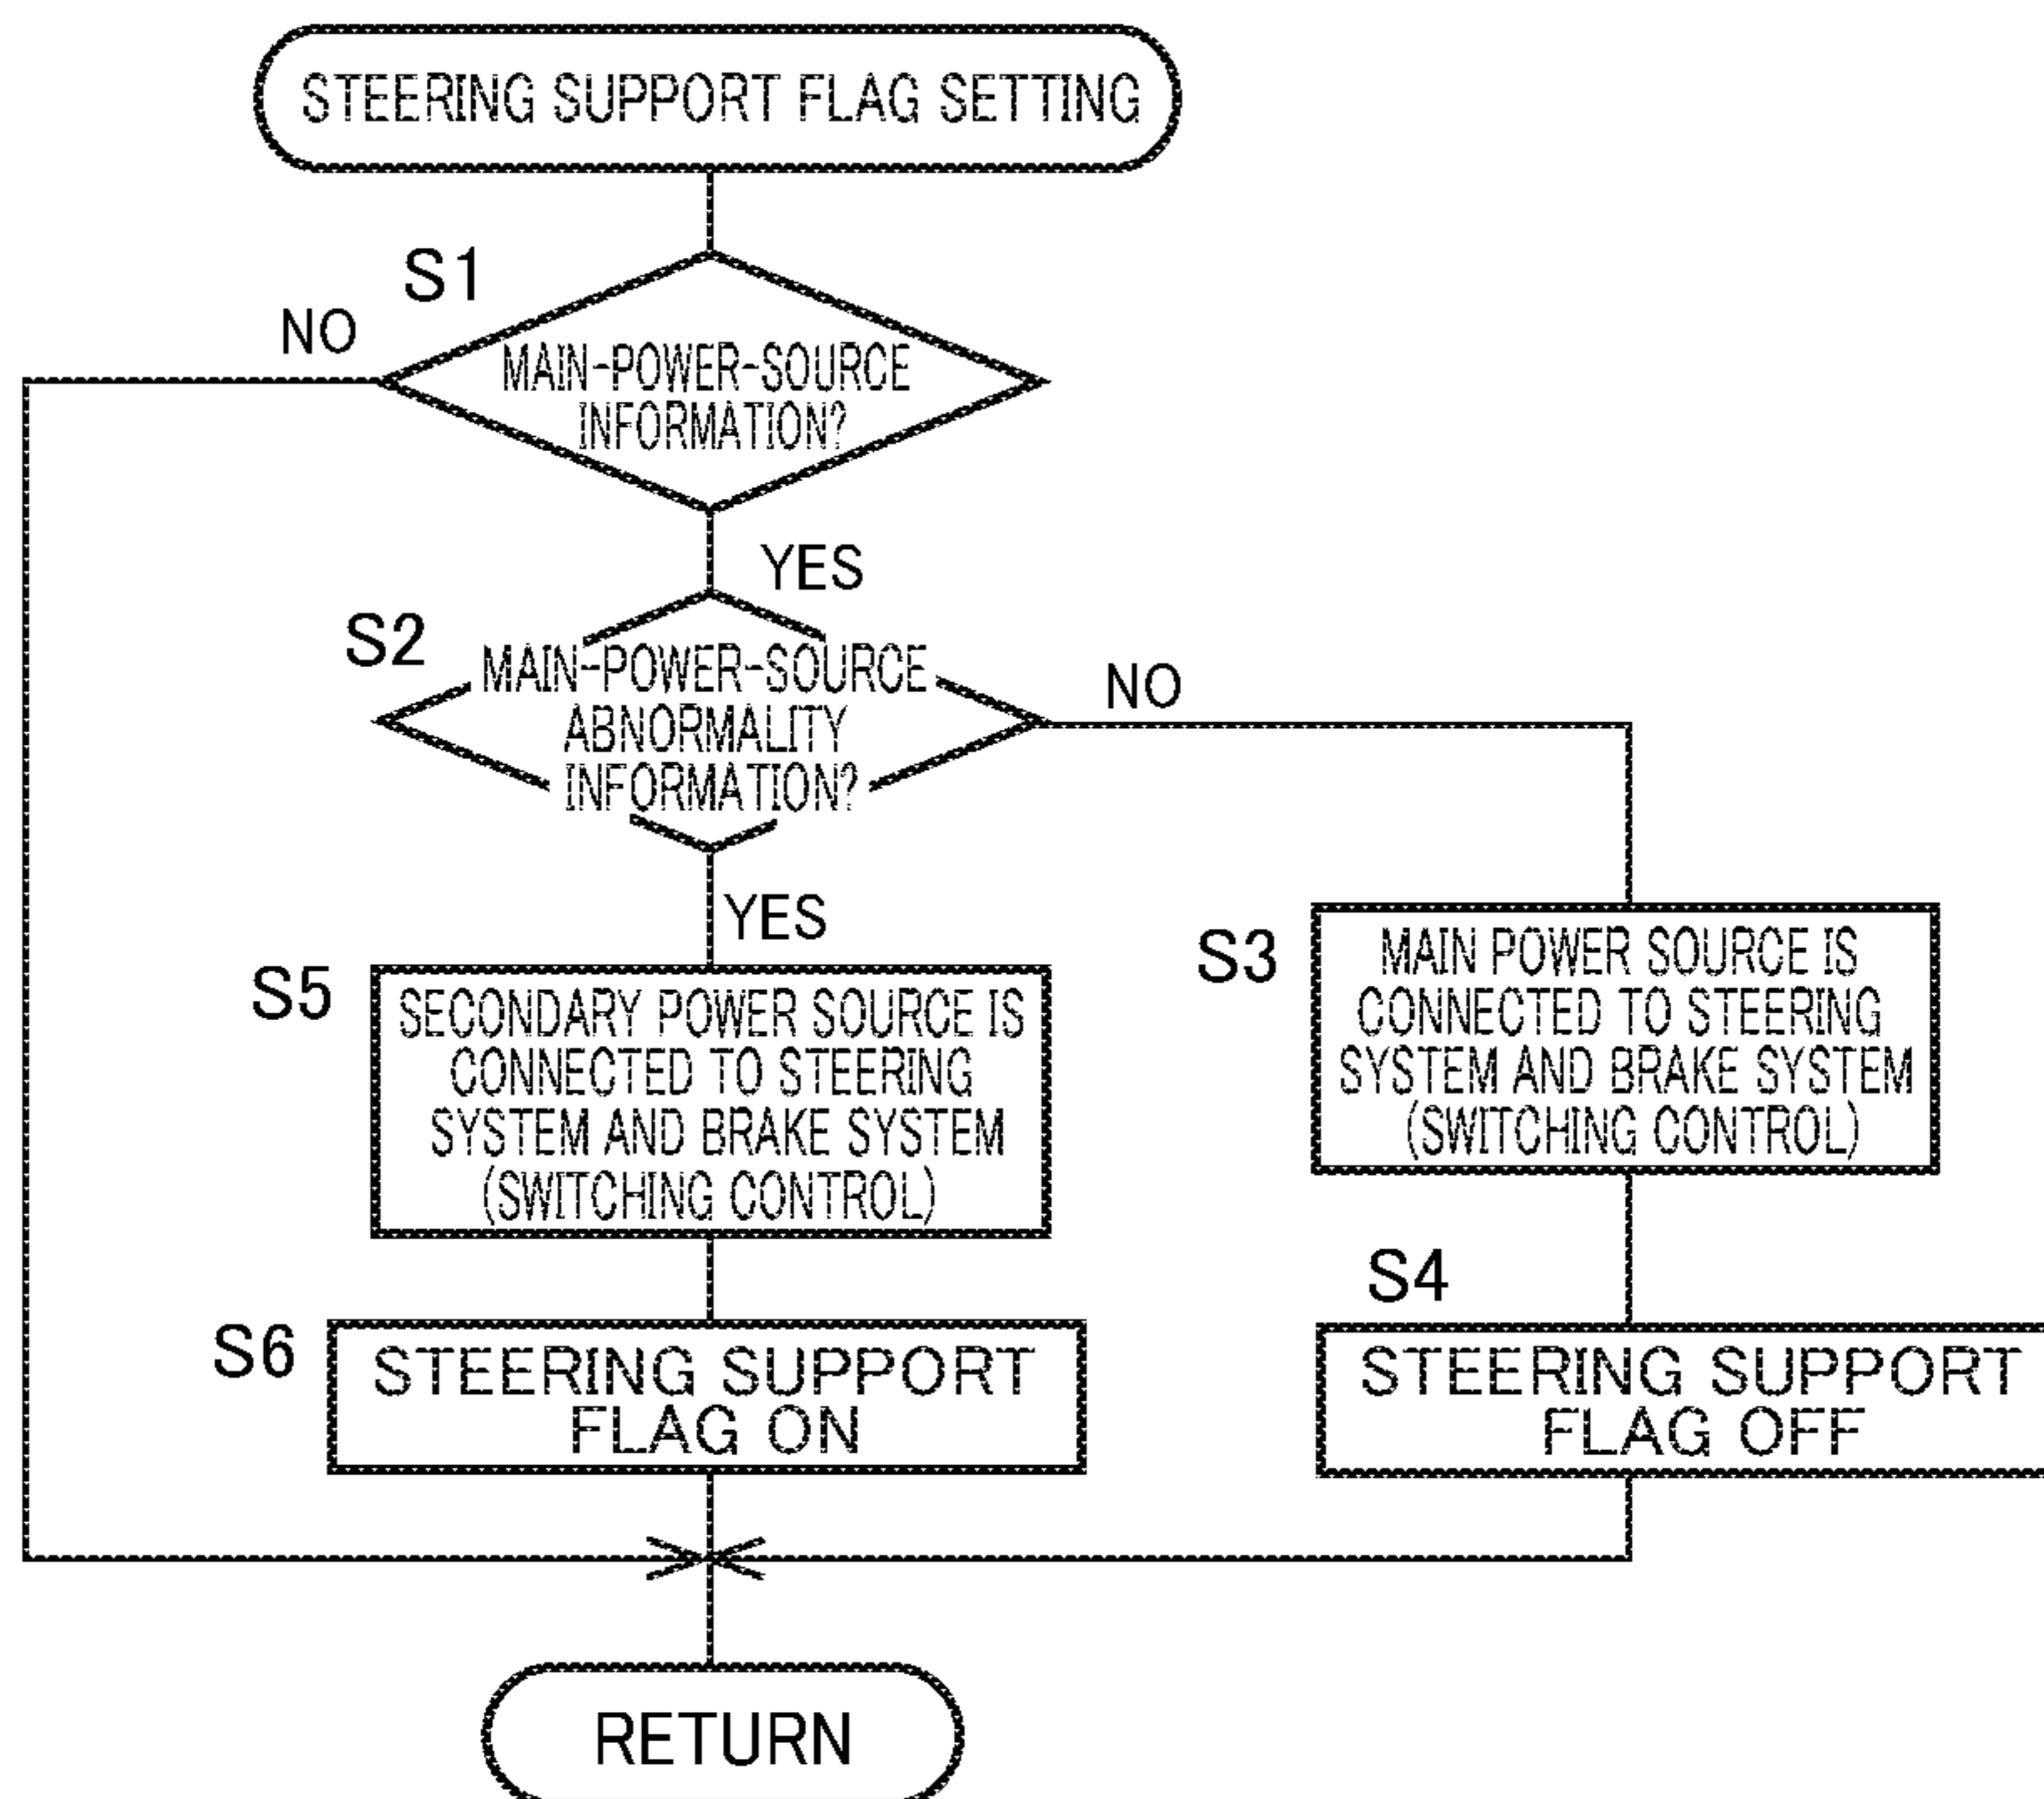 STEERING SUPPORT FLAG SETTING
S1
NO
MAIN-POWER-SOURCE
INFORMATION?
YES
S2
MAIN-POWER-SOURCE
ABNORMALITY
INFORMATION?
NO
YES
S5
SECONDARY POWER SOURCE IS
CONNECTED TO STEERING
SYSTEM AND BRAKE SYSTEM
(SWITCHING CONTROL)
S3
MAIN POWER SOURCE IS
CONNECTED TO STEERING
SYSTEM AND BRAKE SYSTEM
(SWITCHING CONTROL)
S6
STEERING SUPPORT
FLAG ON
S4
STEERING SUPPORT
FLAG OFF
RETURN